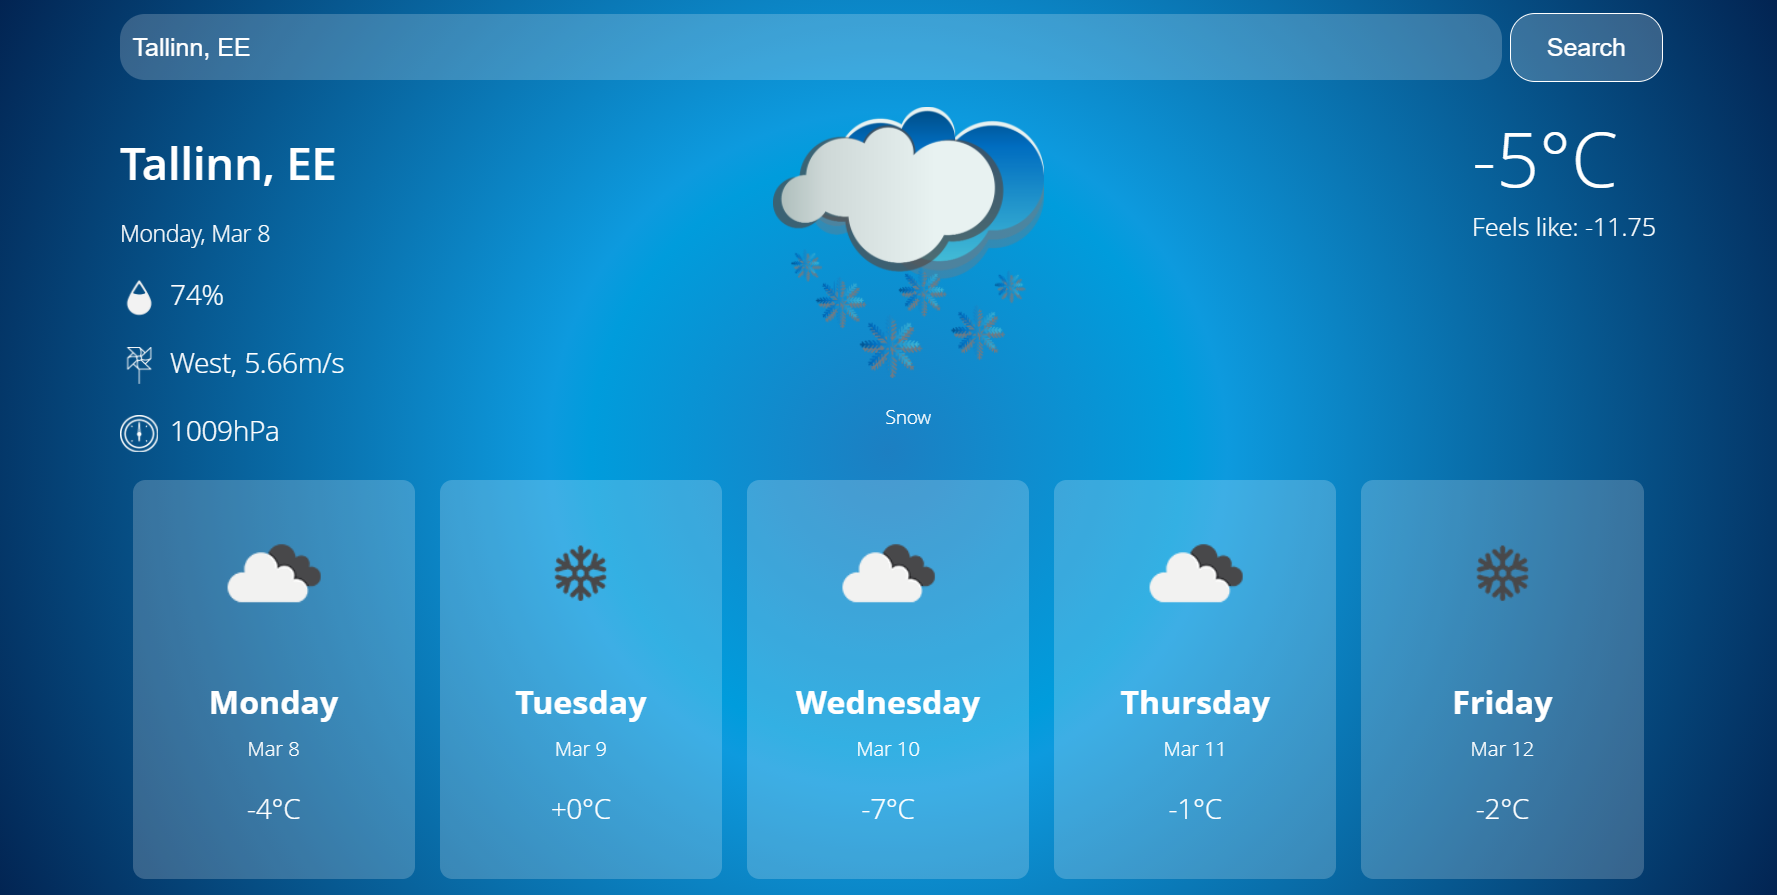 Tallinn, EE
Search
Tallinn, EE
Monday, Mar 8
74%
West, 5.66m/s
1009hPa
Snow
-5°C
Feels like: -11.75
Monday
Mar 8
-4°C
Tuesday
Mar 9
+0°C
Wednesday
Mar 10
-7°C
Thursday
Mar 11
-1°C
Friday
Mar 12
-2°C